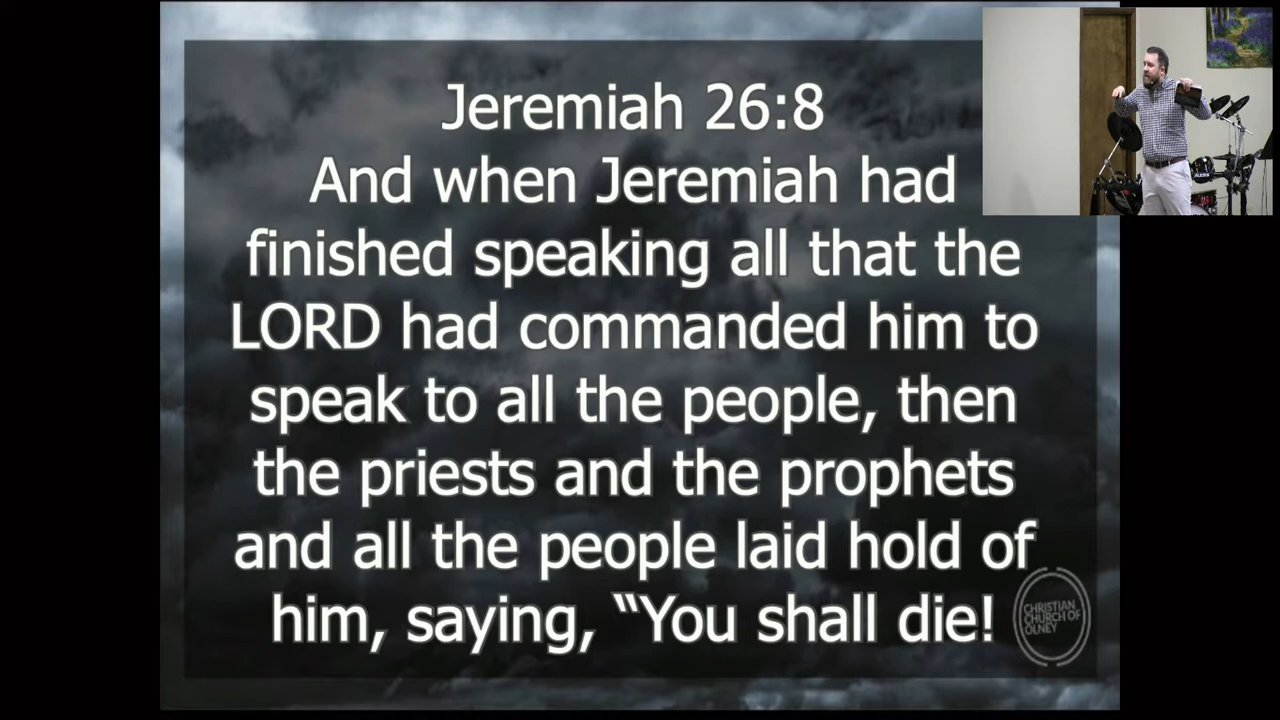 Jeremiah 26:8
And when Jeremiah had
finished speaking all that the
LORD had commanded him to
speak to all the people, then
the priests and the prophets
and all the people laid hold of
him, saying, “You shall die!
CHRISTIAN
CHURCH OF
OLNEY
ALESIS